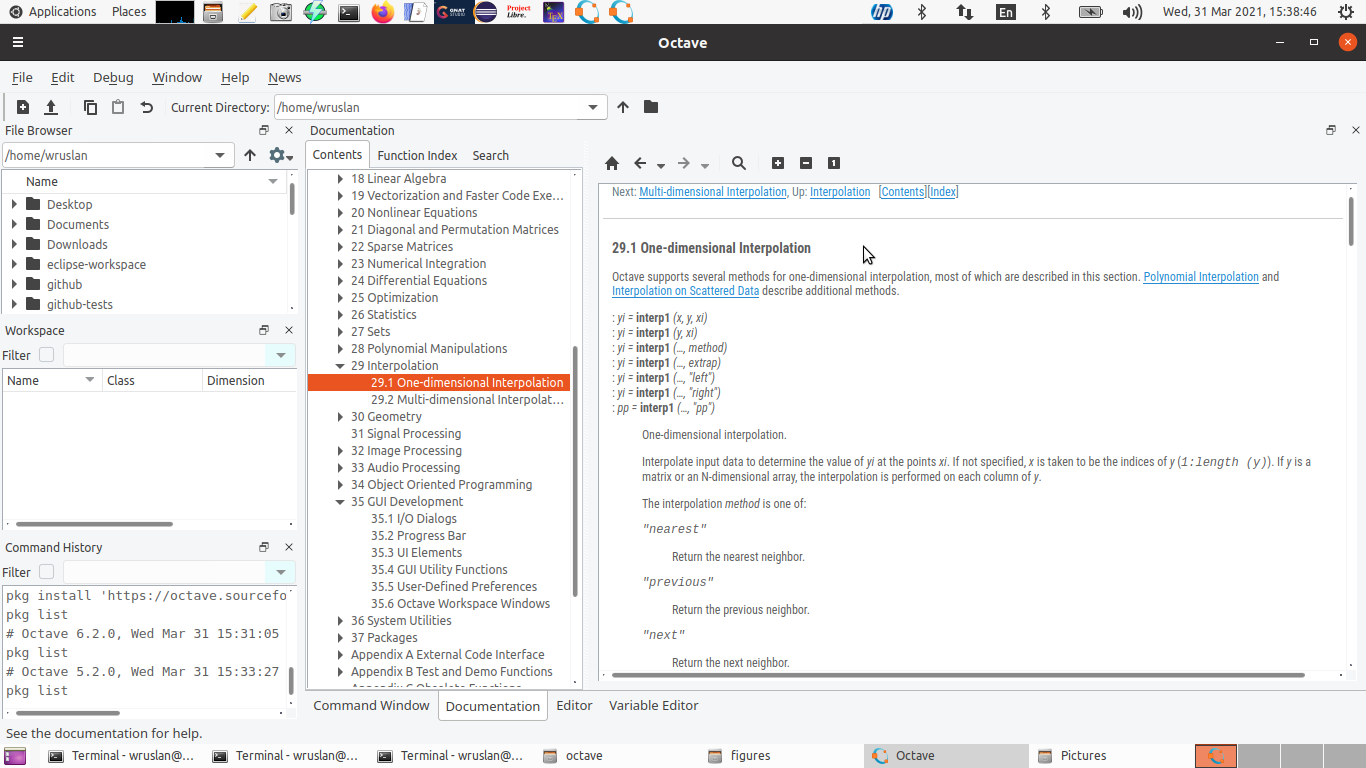 Applications Places
GNAT STUDIO
Project Libre.
En
Wed, 31 Mar 2021, 15:38:46
Octave
File Edit Debug Window Help News
Current Directory: /home/wruslan
File Browser
/home/wruslan
Name
Desktop
Documents
Downloads
eclipse-workspace
github
github-tests
Workspace
Filter
Name Class Dimension
Command History
Filter
pkg install 'https://octave.sourcefo
pkg list
# Octave 6.2.0, Wed Mar 31 15:31:05
pkg list
# Octave 5.2.0, Wed Mar 31 15:33:27
pkg list
Documentation
Contents Function Index Search
18 Linear Algebra
19 Vectorization and Faster Code Exe...
20 Nonlinear Equations
21 Diagonal and Permutation Matrices
22 Sparse Matrices
23 Numerical Integration
24 Differential Equations
25 Optimization
26 Statistics
27 Sets
28 Polynomial Manipulations
29 Interpolation
29.1 One-dimensional Interpolation
29.2 Multi-dimensional Interpolat...
30 Geometry
31 Signal Processing
32 Image Processing
33 Audio Processing
34 Object Oriented Programming
35 GUI Development
35.1 I/O Dialogs
35.2 Progress Bar
35.3 UI Elements
35.4 GUI Utility Functions
35.5 User-Defined Preferences
35.6 Octave Workspace Windows
36 System Utilities
37 Packages
Appendix A External Code Interface
Appendix B Test and Demo Functions
Appendix C Obsolete Functions
Next: Multi-dimensional Interpolation, Up: Interpolation [Contents][Index]
29.1 One-dimensional Interpolation
Octave supports several methods for one-dimensional interpolation, most of which are described in this section. Polynomial Interpolation and
Interpolation on Scattered Data describe additional methods.
: yi = interp1 (x, y, xi)
: yi = interp1 (y, xi)
: yi = interp1 (…, method)
: yi = interp1 (…, extrap)
: yi = interp1 (…, "left")
: yi = interp1 (…, "right")
: pp = interp1 (…, "pp")
One-dimensional interpolation.
Interpolate input data to determine the value of yi at the points xi. If not specified, x is taken to be the indices of y (1:length (y)). If y is a
matrix or an N-dimensional array, the interpolation is performed on each column of y.
The interpolation method is one of:
"nearest"
Return the nearest neighbor.
"previous"
Return the previous neighbor.
"next"
Return the next neighbor.
Command Window Documentation Editor Variable Editor
See the documentation for help.
Terminal - wruslan@... Terminal - wruslan@... Terminal - wruslan@... octave figures Octave Pictures